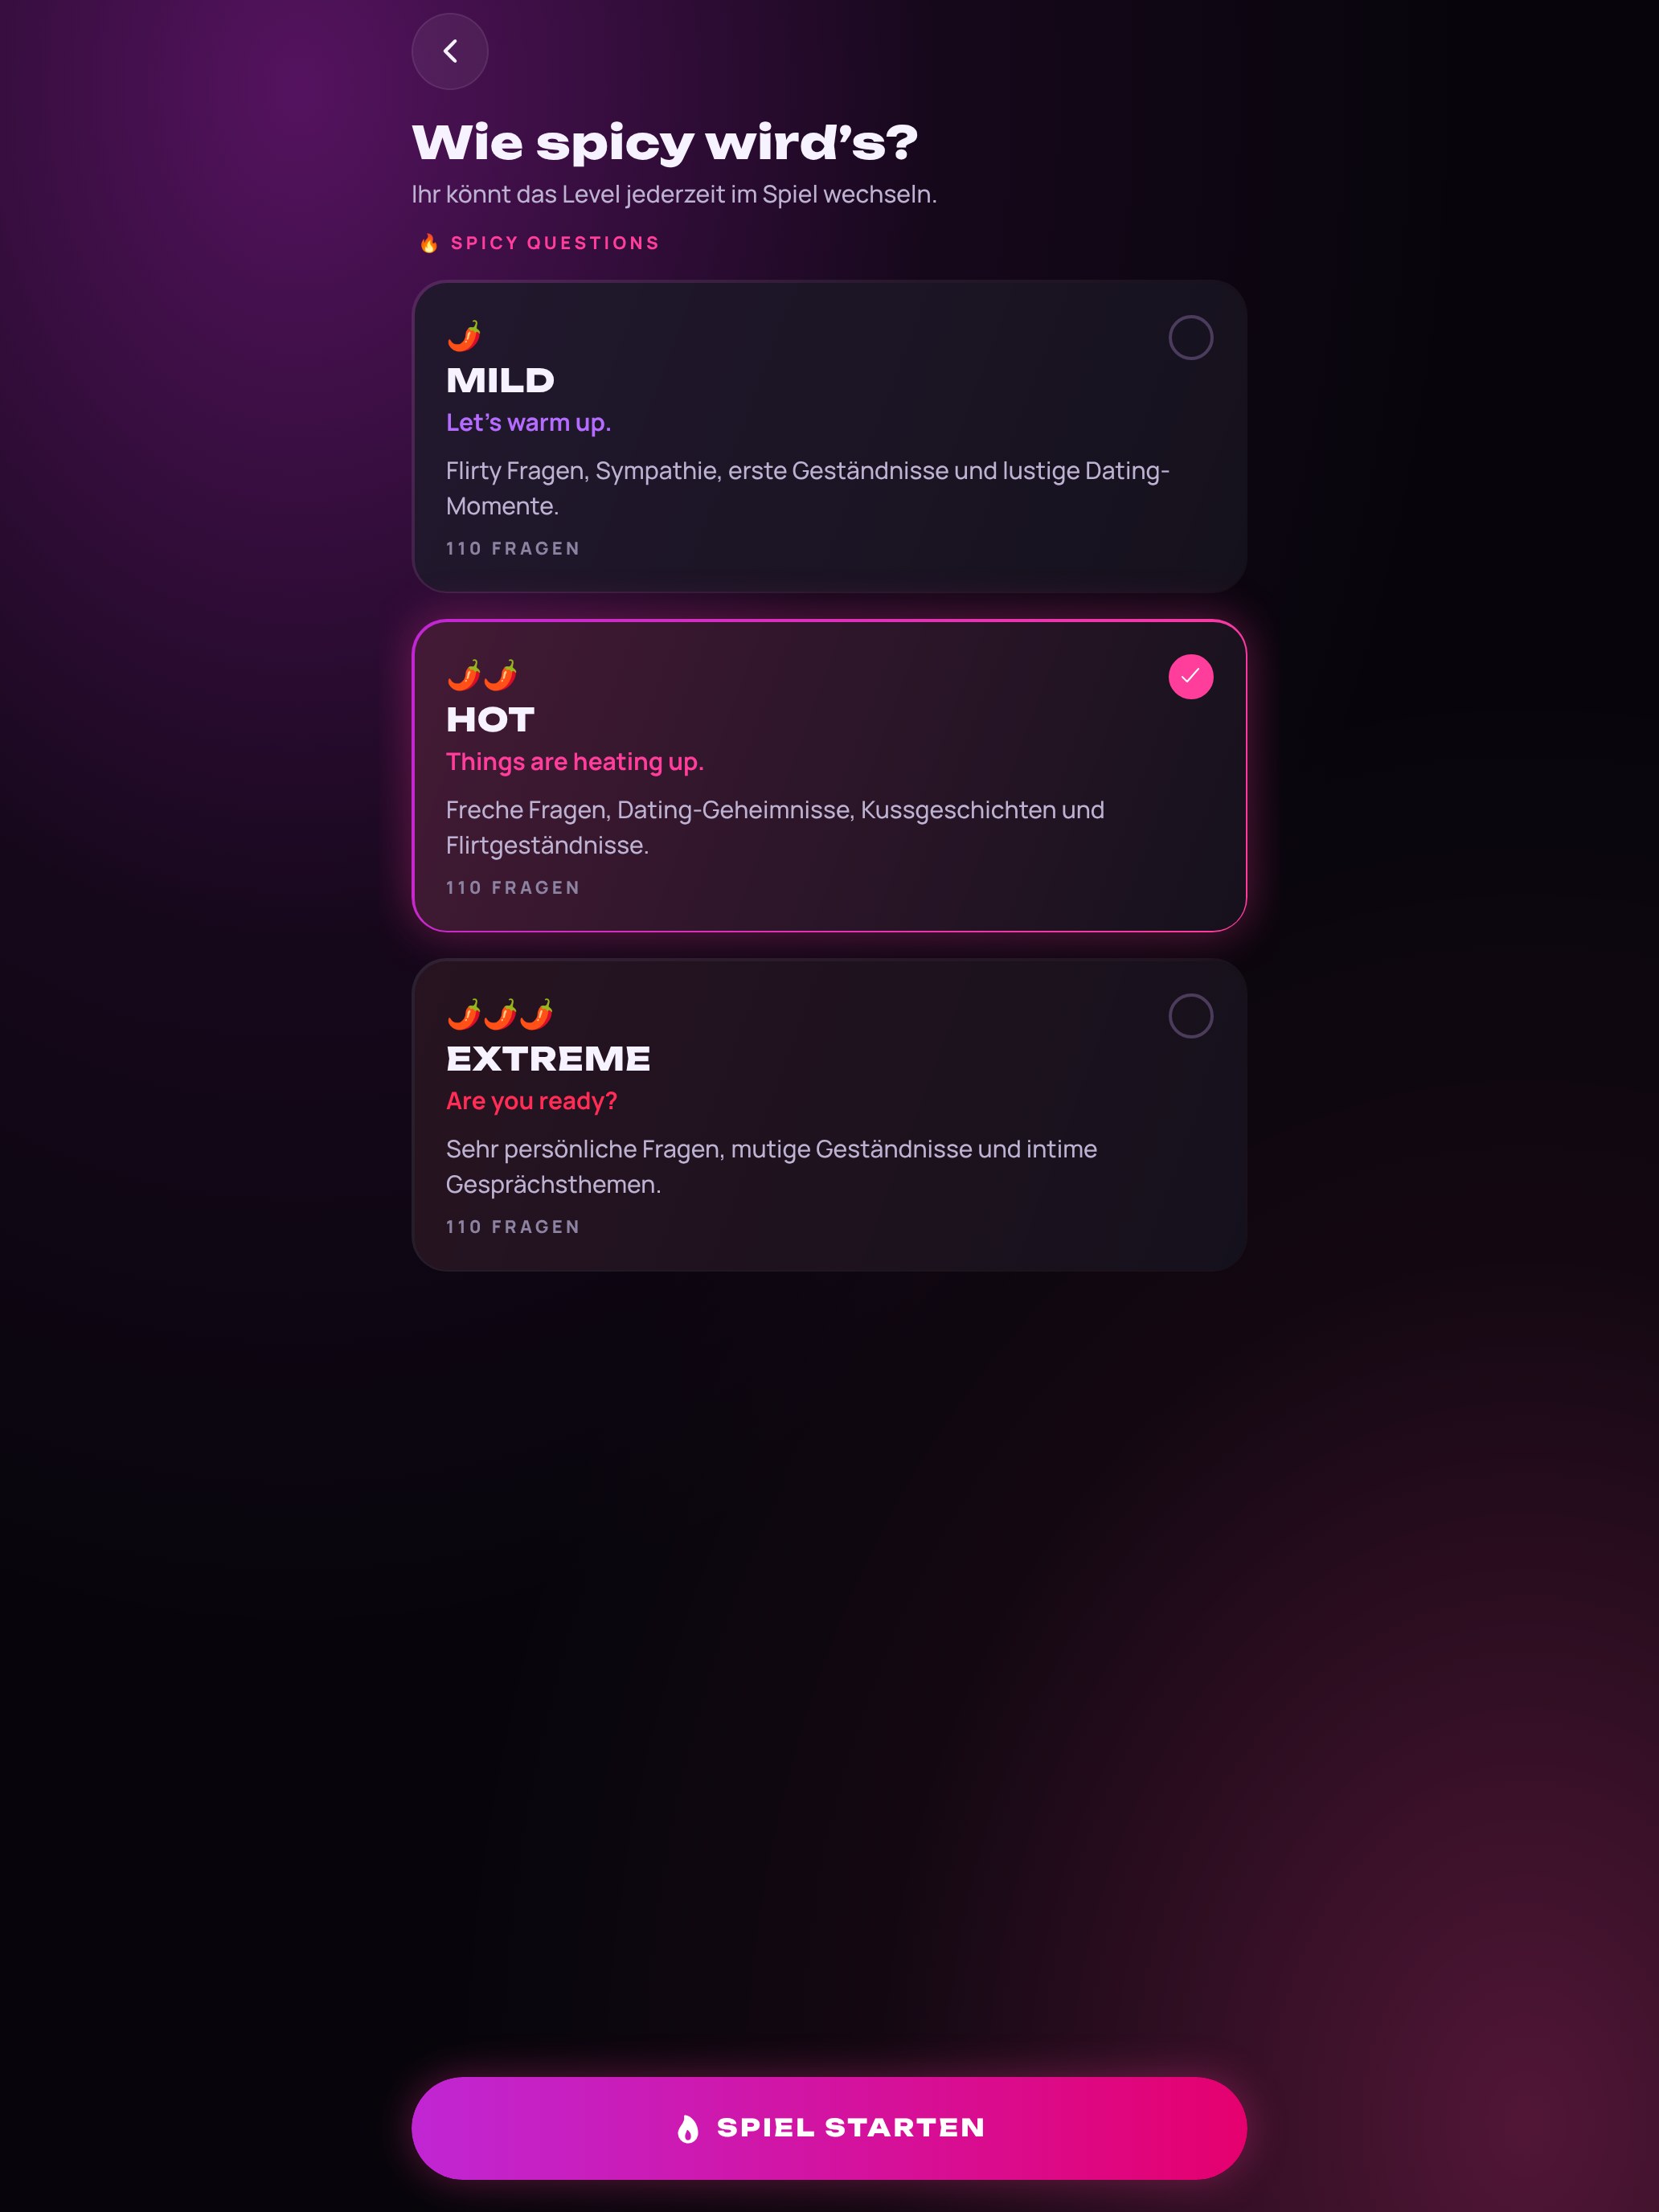 Wie spicy wird’s?
Ihr könnt das Level jederzeit im Spiel wechseln.
🔥 SPICY QUESTIONS
🌶️
MILD
Let’s warm up.
Flirty Fragen, Sympathie, erste Geständnisse und lustige Dating-
Momente.
110 FRAGEN
🌶️🌶️
HOT
Things are heating up.
Freche Fragen, Dating-Geheimnisse, Kussgeschichten und
Flirtgeständnisse.
110 FRAGEN
🌶️🌶️🌶️
EXTREME
Are you ready?
Sehr persönliche Fragen, mutige Geständnisse und intime
Gesprächsthemen.
110 FRAGEN
SPIEL STARTEN